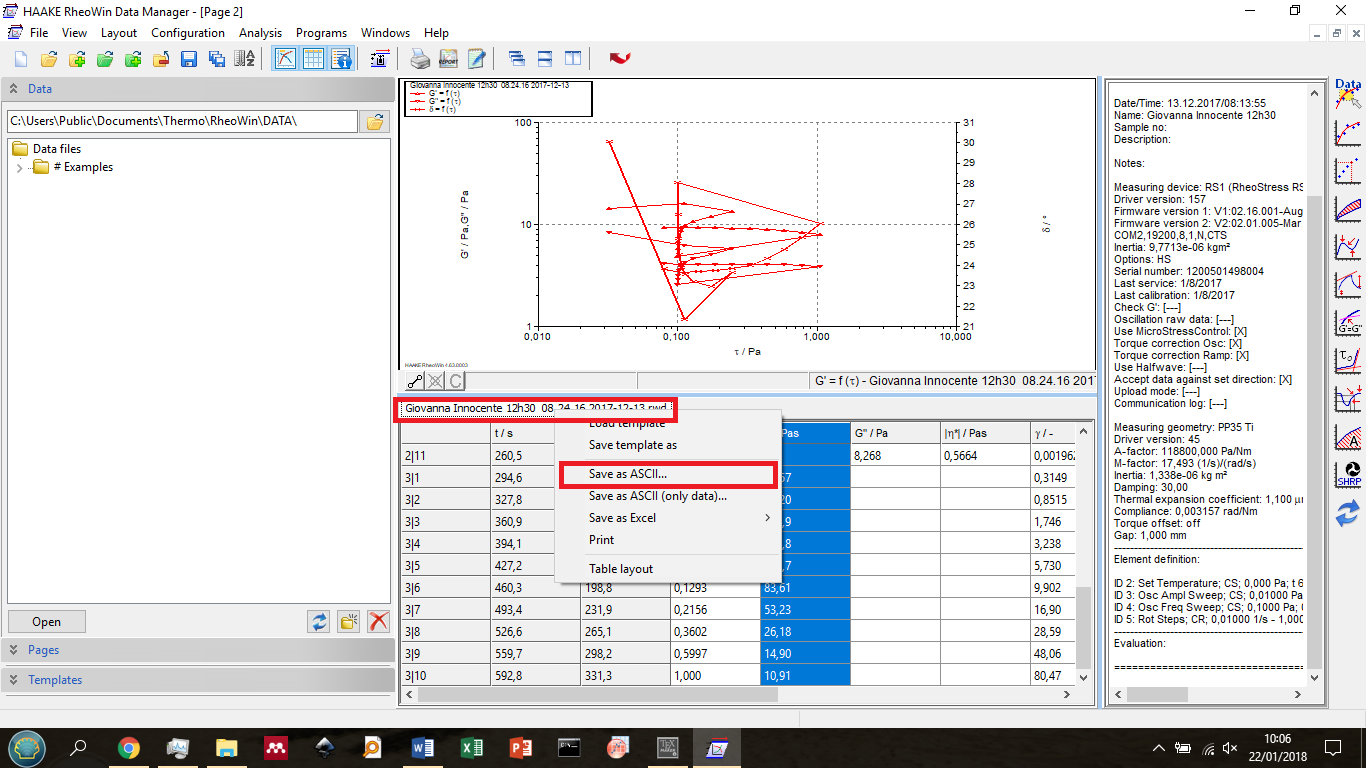 HAAKE RheoWin Data Manager - [Page 2]
File View Layout Configuration Analysis Programs Windows Help
REPORT
Data
C:\Users\Public\Documents\Thermo\RheoWin\DATA\
Data files
# Examples
Open
Pages
Templates
Giovanna Innocente 12h30 08.24.16 2017-12-13
G' = f (τ)
G'' = f (τ)
δ = f (τ)
G' / Pa, G'' / Pa
100
10
1
0,010 0,100 1,000 10,000
τ / Pa
31
30
29
28
27
26
25
24
23
22
21
δ / °
HAAKE RheoWin 4.63.0003
G' = f (τ) - Giovanna Innocente 12h30 08.24.16 201
Giovanna Innocente 12h30 08.24.16 2017-12-13.rwd
t / s G'' / Pa |η*| / Pas γ / -
2|11 260,5 8,268 0,5664 0,001962
3|1 294,6 0,3149
3|2 327,8 0,8515
3|3 360,9 1,746
3|4 394,1 3,238
3|5 427,2 5,730
3|6 460,3 198,8 0,1293 83,61 9,902
3|7 493,4 231,9 0,2156 53,23 16,90
3|8 526,6 265,1 0,3602 26,18 28,59
3|9 559,7 298,2 0,5997 14,90 48,06
3|10 592,8 331,3 1,000 10,91 80,47
Load template
Save template as
Save as ASCII...
Save as ASCII (only data)...
Save as Excel
Print
Table layout
Date/Time: 13.12.2017/08:13:55
Name: Giovanna Innocente 12h30
Sample no:
Description:
Notes:
Measuring device: RS1 (RheoStress RS
Driver version: 157
Firmware version 1: V1:02.16.001-Aug
Firmware version 2: V2:02.01.005-Mar
COM2,19200,8,1,N,CTS
Inertia: 9,7713e-06 kgm²
Options: HS
Serial number: 1200501498004
Last service: 1/8/2017
Last calibration: 1/8/2017
Check G': [---]
Oscillation raw data: [---]
Use MicroStressControl: [X]
Torque correction Osc: [X]
Torque correction Ramp: [X]
Use Halfwave: [---]
Accept data against set direction: [X]
Upload mode: [---]
Communication log: [---]
Measuring geometry: PP35 Ti
Driver version: 45
A-factor: 118800,000 Pa/Nm
M-factor: 17,493 (1/s)/(rad/s)
Inertia: 1,338e-06 kg m²
Damping: 30,00
Thermal expansion coefficient: 1,100 µm
Compliance: 0,003157 rad/Nm
Torque offset: off
Gap: 1,000 mm
Element definition:
ID 2: Set Temperature; CS; 0,000 Pa; t 6
ID 3: Osc Ampl Sweep; CS; 0,01000 Pa
ID 4: Osc Freq Sweep; CS; 0,1000 Pa;
ID 5: Rot Steps; CR; 0,01000 1/s - 1,000
Evaluation:
Data
G'=G''
SHRP
10:06
22/01/2018